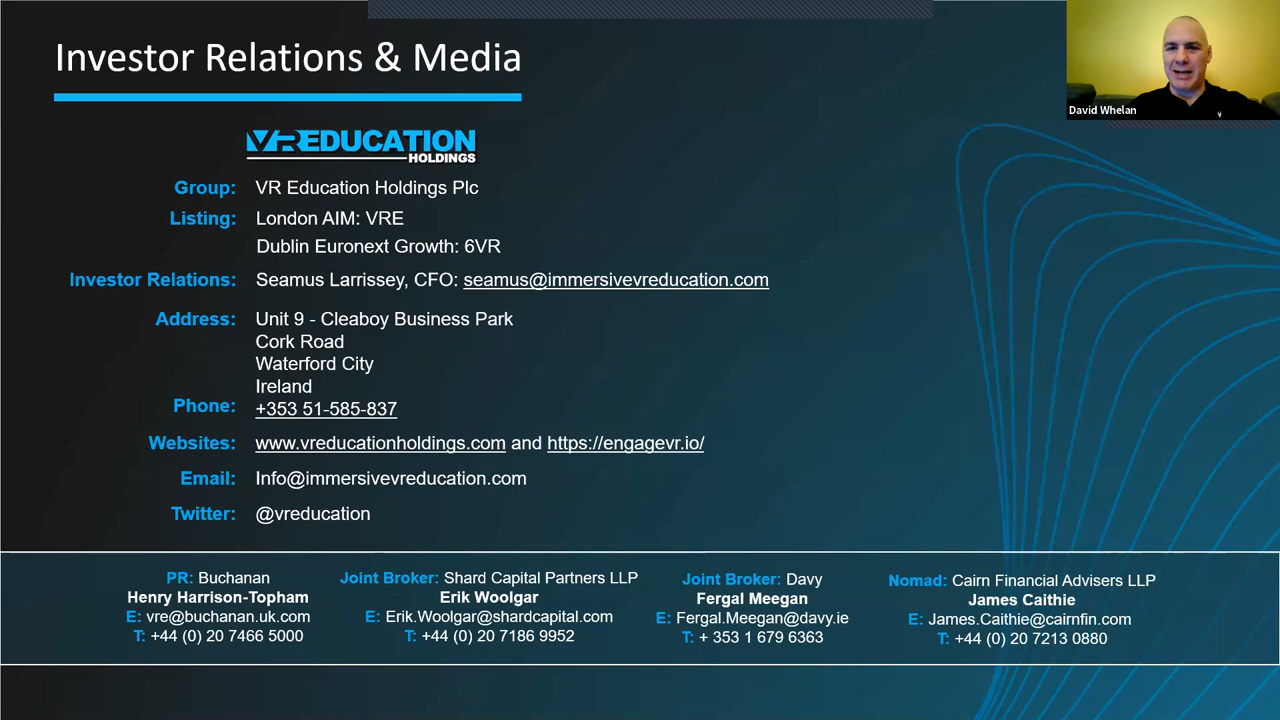 Investor Relations & Media
David Whelan
VREDUCATION
HOLDINGS
Group: VR Education Holdings Plc
Listing: London AIM: VRE
Dublin Euronext Growth: 6VR
Investor Relations: Seamus Larrissey, CFO: seamus@immersivevreducation.com
Address: Unit 9 - Cleaboy Business Park
Cork Road
Waterford City
Ireland
Phone: +353 51-585-837
Websites: www.vreducationholdings.com and https://engagevr.io/
Email: Info@immersivevreducation.com
Twitter: @vreducation
PR: Buchanan
Henry Harrison-Topham
E: vre@buchanan.uk.com
T: +44 (0) 20 7466 5000
Joint Broker: Shard Capital Partners LLP
Erik Woolgar
E: Erik.Woolgar@shardcapital.com
T: +44 (0) 20 7186 9952
Joint Broker: Davy
Fergal Meegan
E: Fergal.Meegan@davy.ie
T: + 353 1 679 6363
Nomad: Cairn Financial Advisers LLP
James Caithie
E: James.Caithie@cairnfin.com
T: +44 (0) 20 7213 0880